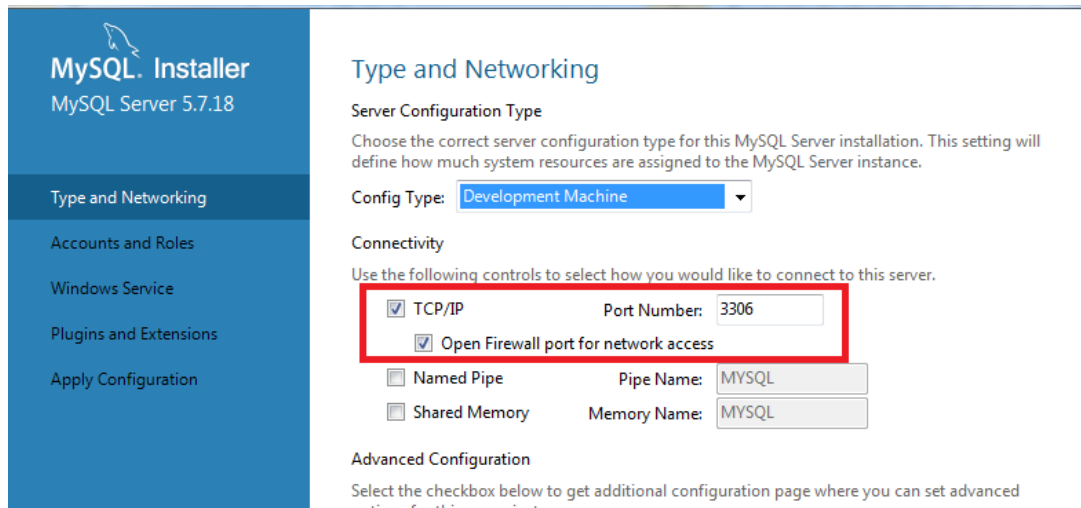 MySQL. Installer
MySQL Server 5.7.18
Type and Networking
Accounts and Roles
Windows Service
Plugins and Extensions
Apply Configuration
Type and Networking
Server Configuration Type
Choose the correct server configuration type for this MySQL Server installation. This setting will
define how much system resources are assigned to the MySQL Server instance.
Config Type: Development Machine
Connectivity
Use the following controls to select how you would like to connect to this server.
TCP/IP Port Number: 3306
Open Firewall port for network access
Named Pipe Pipe Name: MYSQL
Shared Memory Memory Name: MYSQL
Advanced Configuration
Select the checkbox below to get additional configuration page where you can set advanced